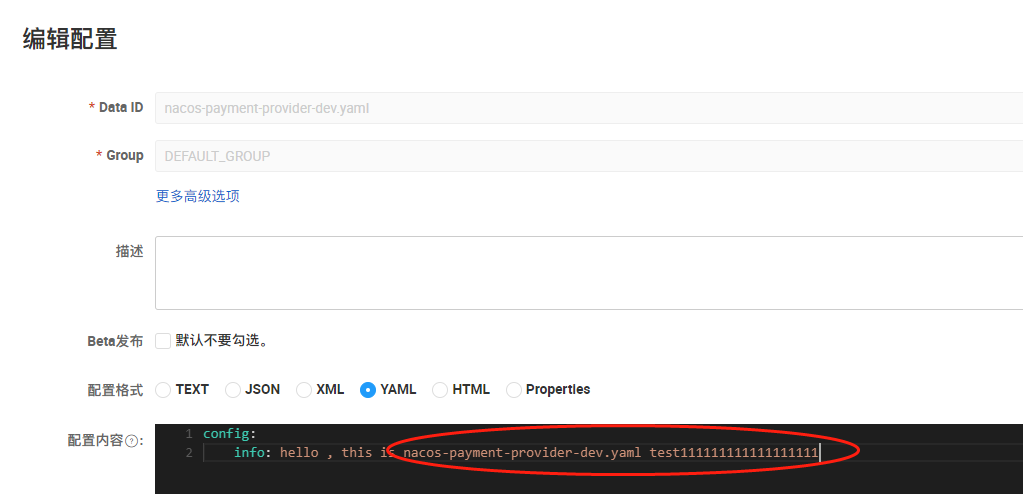 编辑配置
* Data ID nacos-payment-provider-dev.yaml
* Group DEFAULT_GROUP
更多高级选项
描述
Beta发布 默认不要勾选。
配置格式 TEXT JSON XML YAML HTML Properties
配置内容?: 1 config:
2 info: hello , this is nacos-payment-provider-dev.yaml test111111111111111111